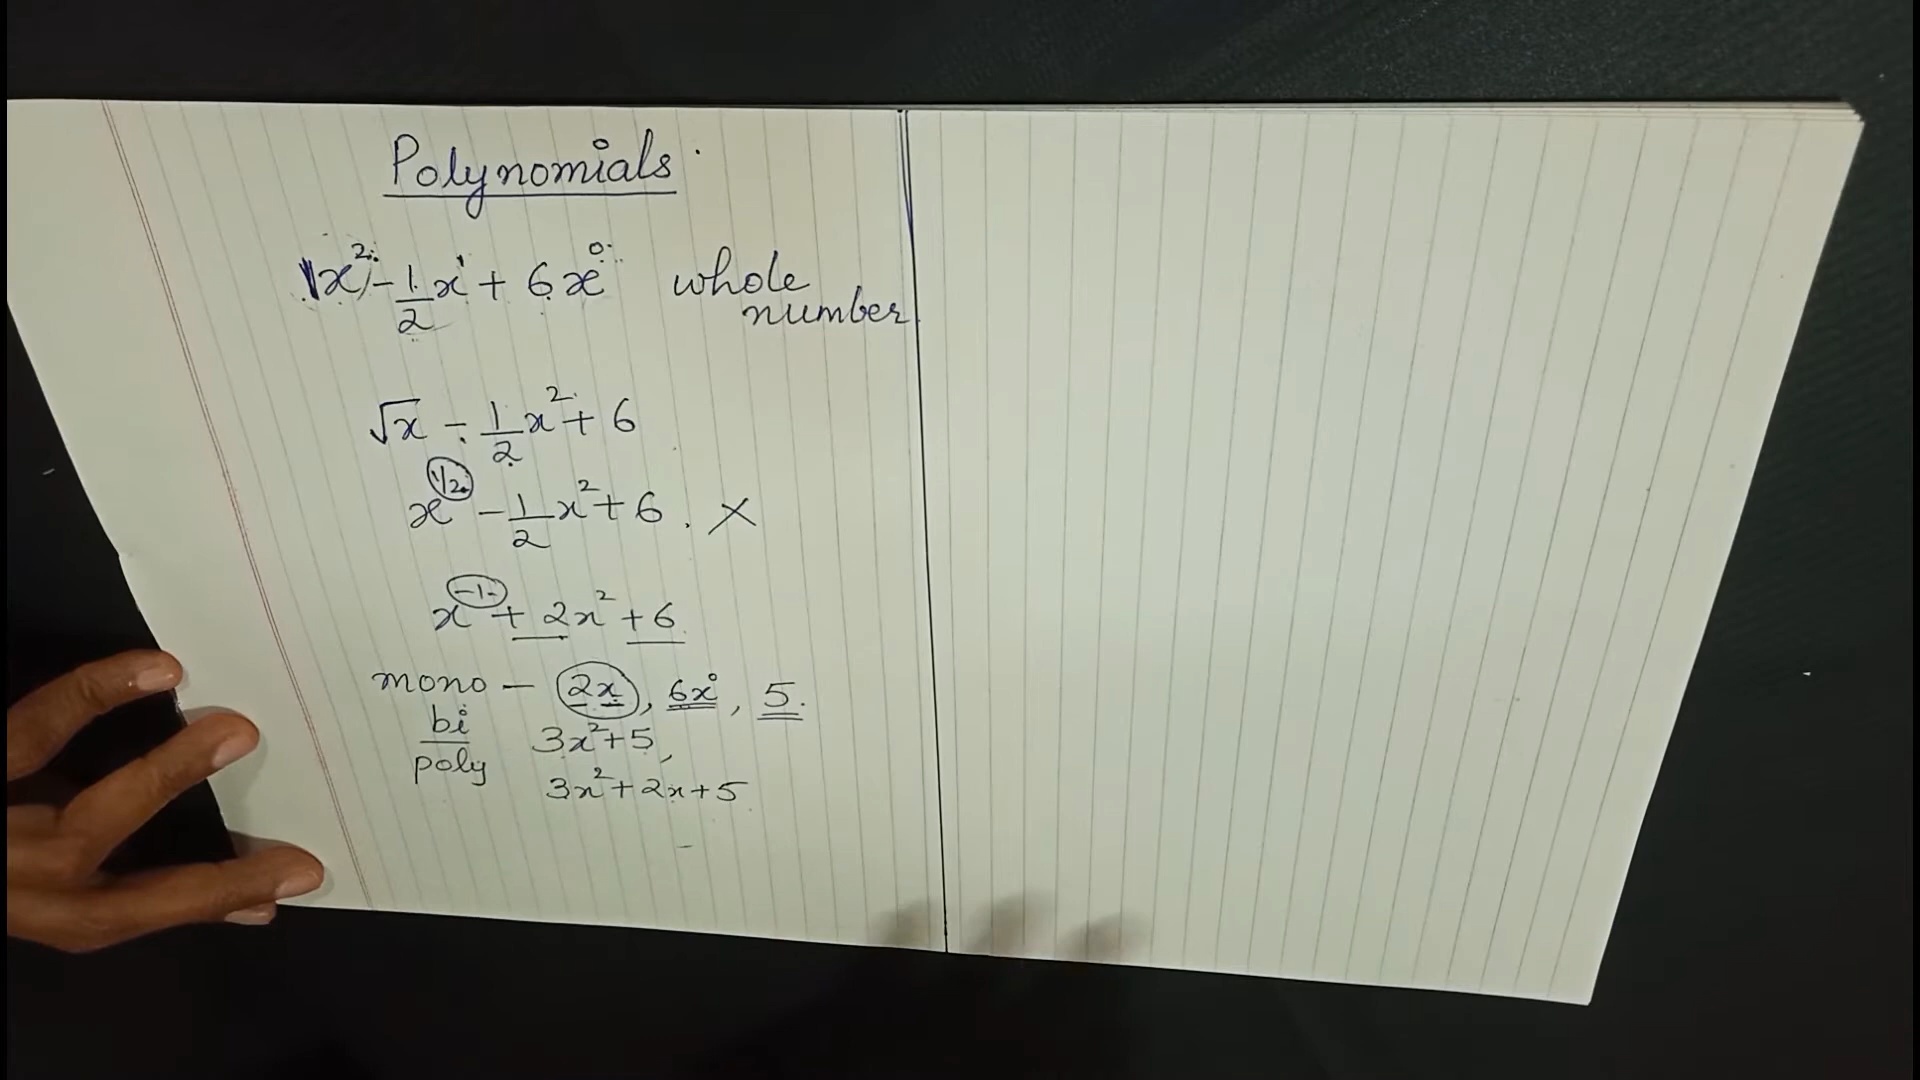 Polynomials
1x² - 1/2 x¹ + 6x⁰ whole number
√x - 1/2 x² + 6
x^1/2 - 1/2 x² + 6. ×
x^-1 + 2x² + 6
mono - 2x, 6x⁰, 5.
bi 3x² + 5,
poly 3x² + 2x + 5